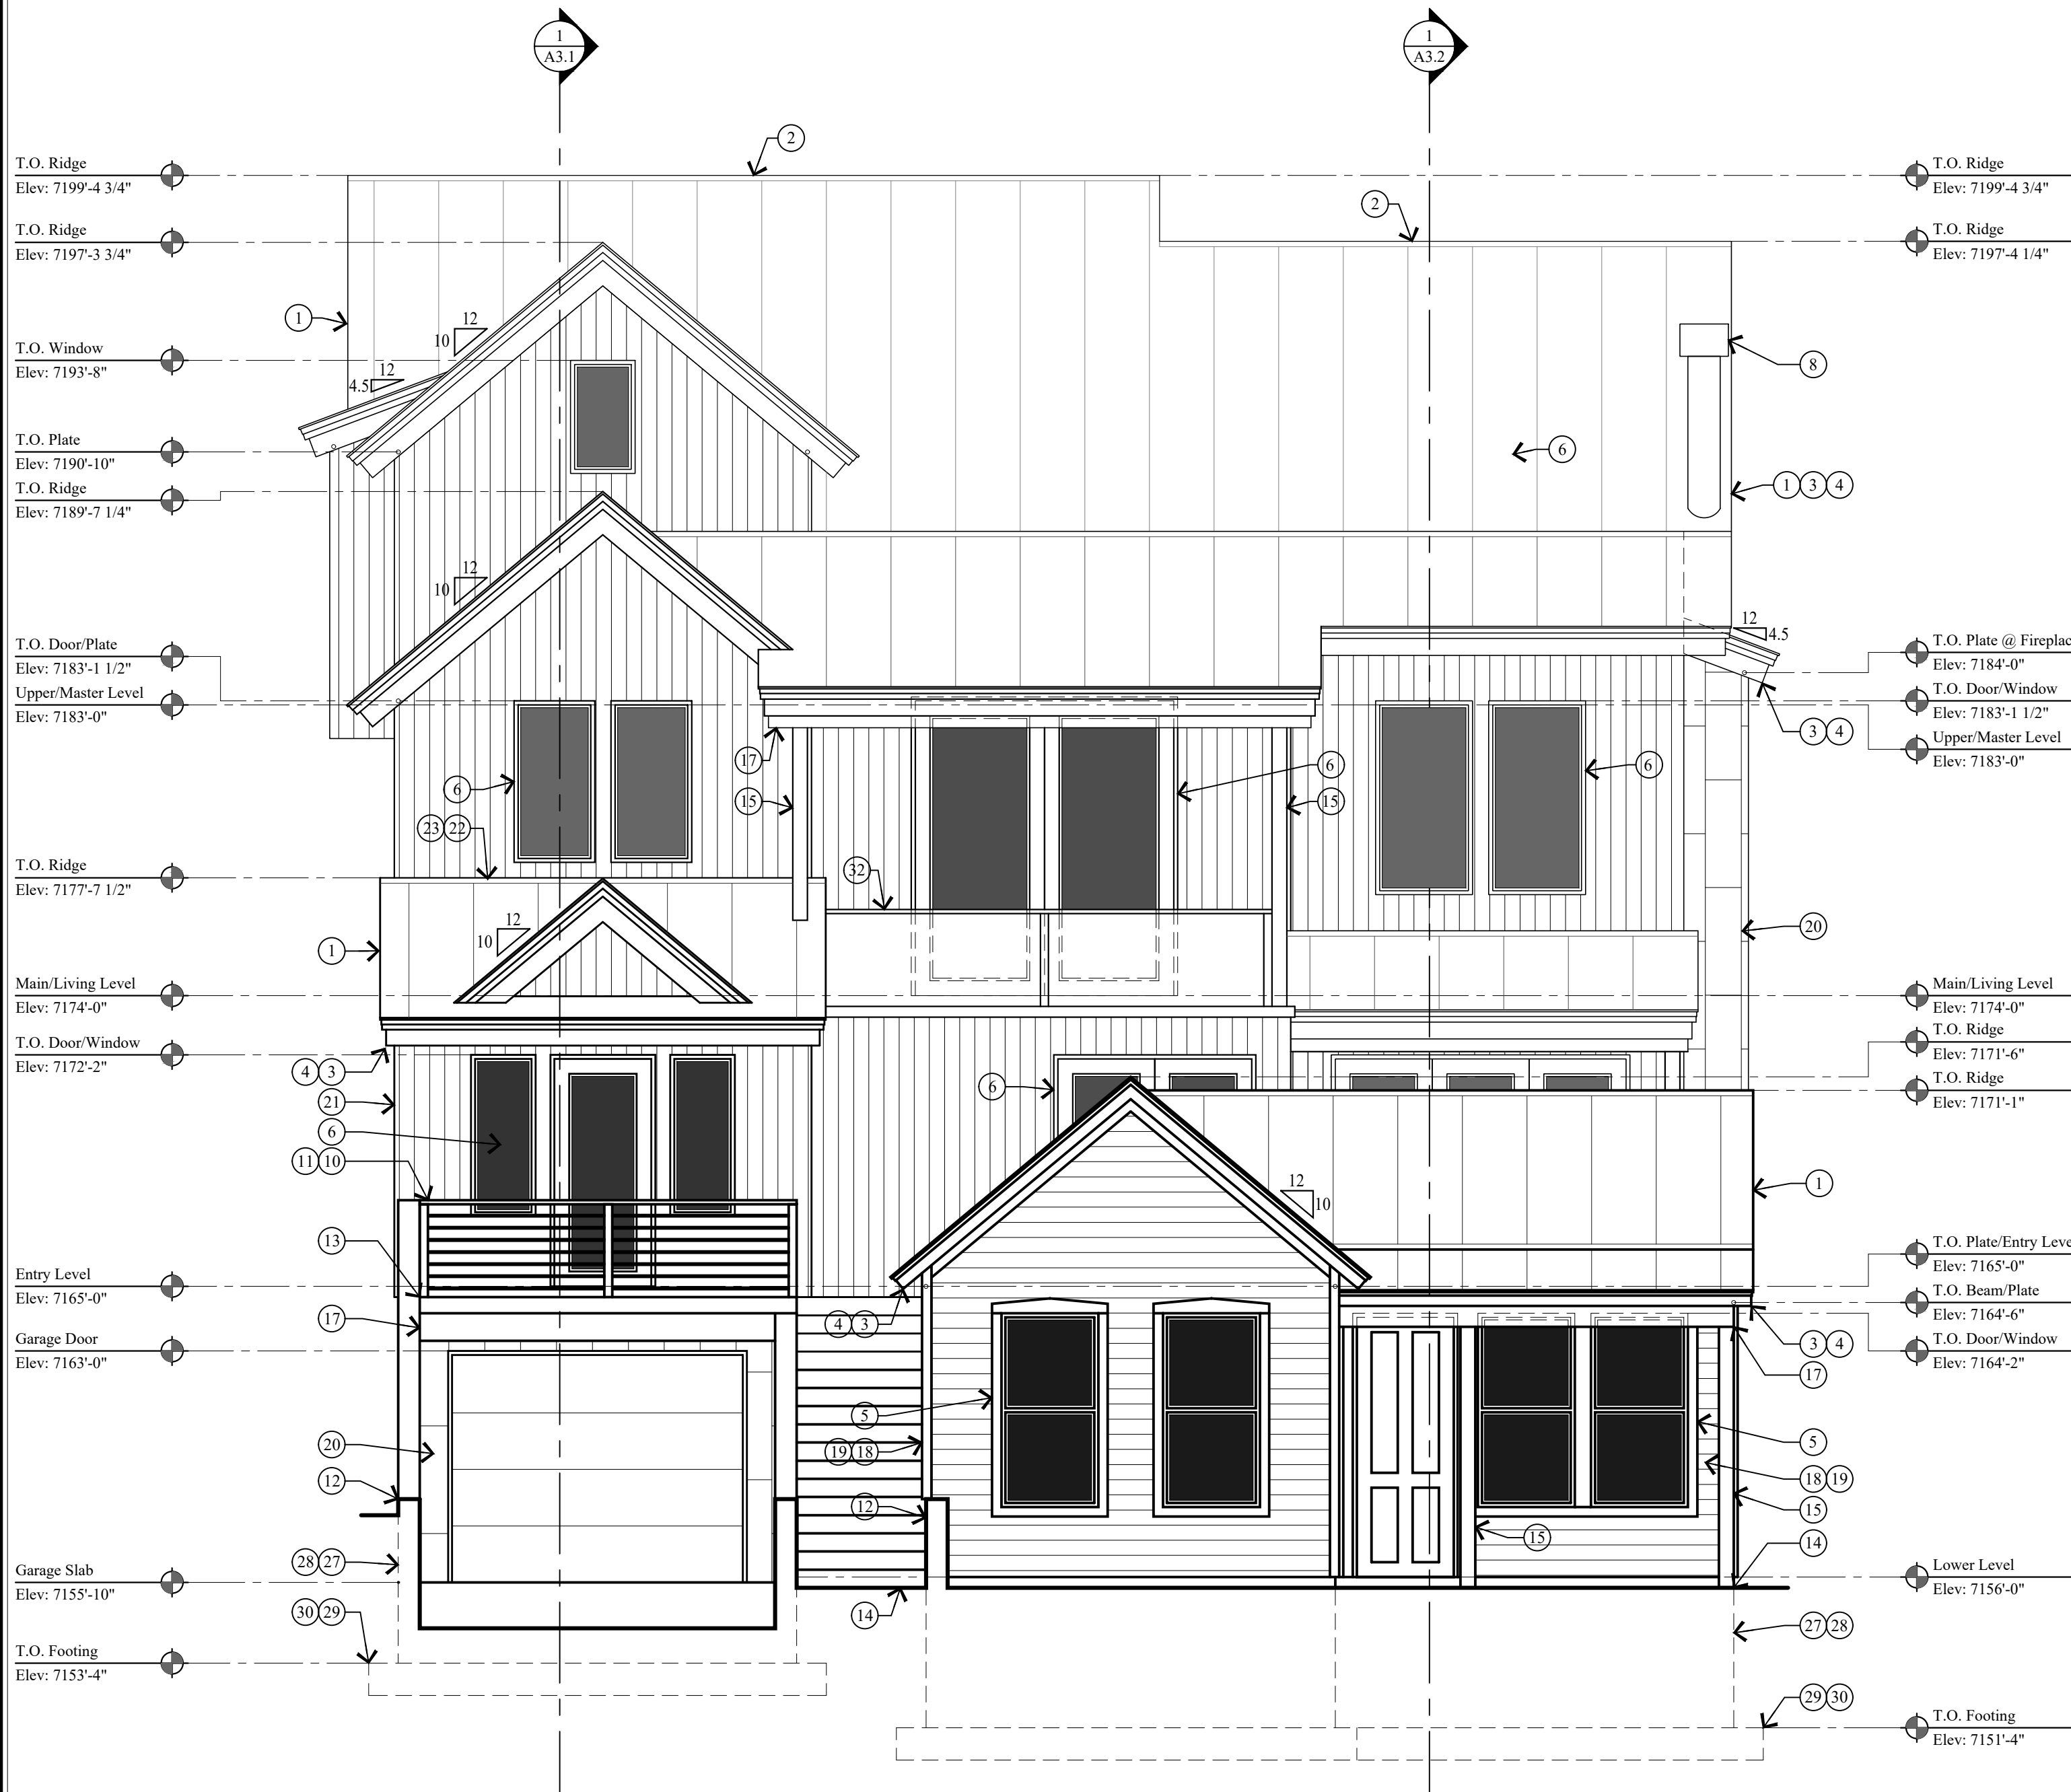 1
A3.1
1
A3.2
2
T.O. Ridge
Elev: 7199'-4 3/4"
T.O. Ridge
Elev: 7199'-4 3/4"
2
T.O. Ridge
Elev: 7197'-3 3/4"
T.O. Ridge
Elev: 7197'-4 1/4"
1
12
10
T.O. Window
Elev: 7193'-8"
12
4.5
8
T.O. Plate
Elev: 7190'-10"
6
T.O. Ridge
Elev: 7189'-7 1/4"
1 3 4
12
10
T.O. Door/Plate
Elev: 7183'-1 1/2"
Upper/Master Level
Elev: 7183'-0"
12
4.5
T.O. Plate @
Elev: 7184'-0"
T.O. Door/Window
Elev: 7183'-1 1/2"
Upper/Master Level
Elev: 7183'-0"
3 4
17
6
6
6
15
15
23 22
T.O. Ridge
Elev: 7177'-7 1/2"
32
12
10
1
20
Main/Living Level
Elev: 7174'-0"
Main/Living Level
Elev: 7174'-0"
T.O. Door/Window
Elev: 7172'-2"
T.O. Ridge
Elev: 7171'-6"
T.O. Ridge
Elev: 7171'-1"
4 3
6
21
6
11 10
12
10
1
13
Entry Level
Elev: 7165'-0"
T.O. Plate/Entry
Elev: 7165'-0"
T.O. Beam/Plate
Elev: 7164'-6"
17
4 3
3 4
Garage Door
Elev: 7163'-0"
T.O. Door/Window
Elev: 7164'-2"
17
5
5
20
19 18
18 19
12
12
15
15
14
28 27
Garage Slab
Elev: 7155'-10"
Lower Level
Elev: 7156'-0"
30 29
14
27 28
T.O. Footing
Elev: 7153'-4"
29 30
T.O. Footing
Elev: 7151'-4"